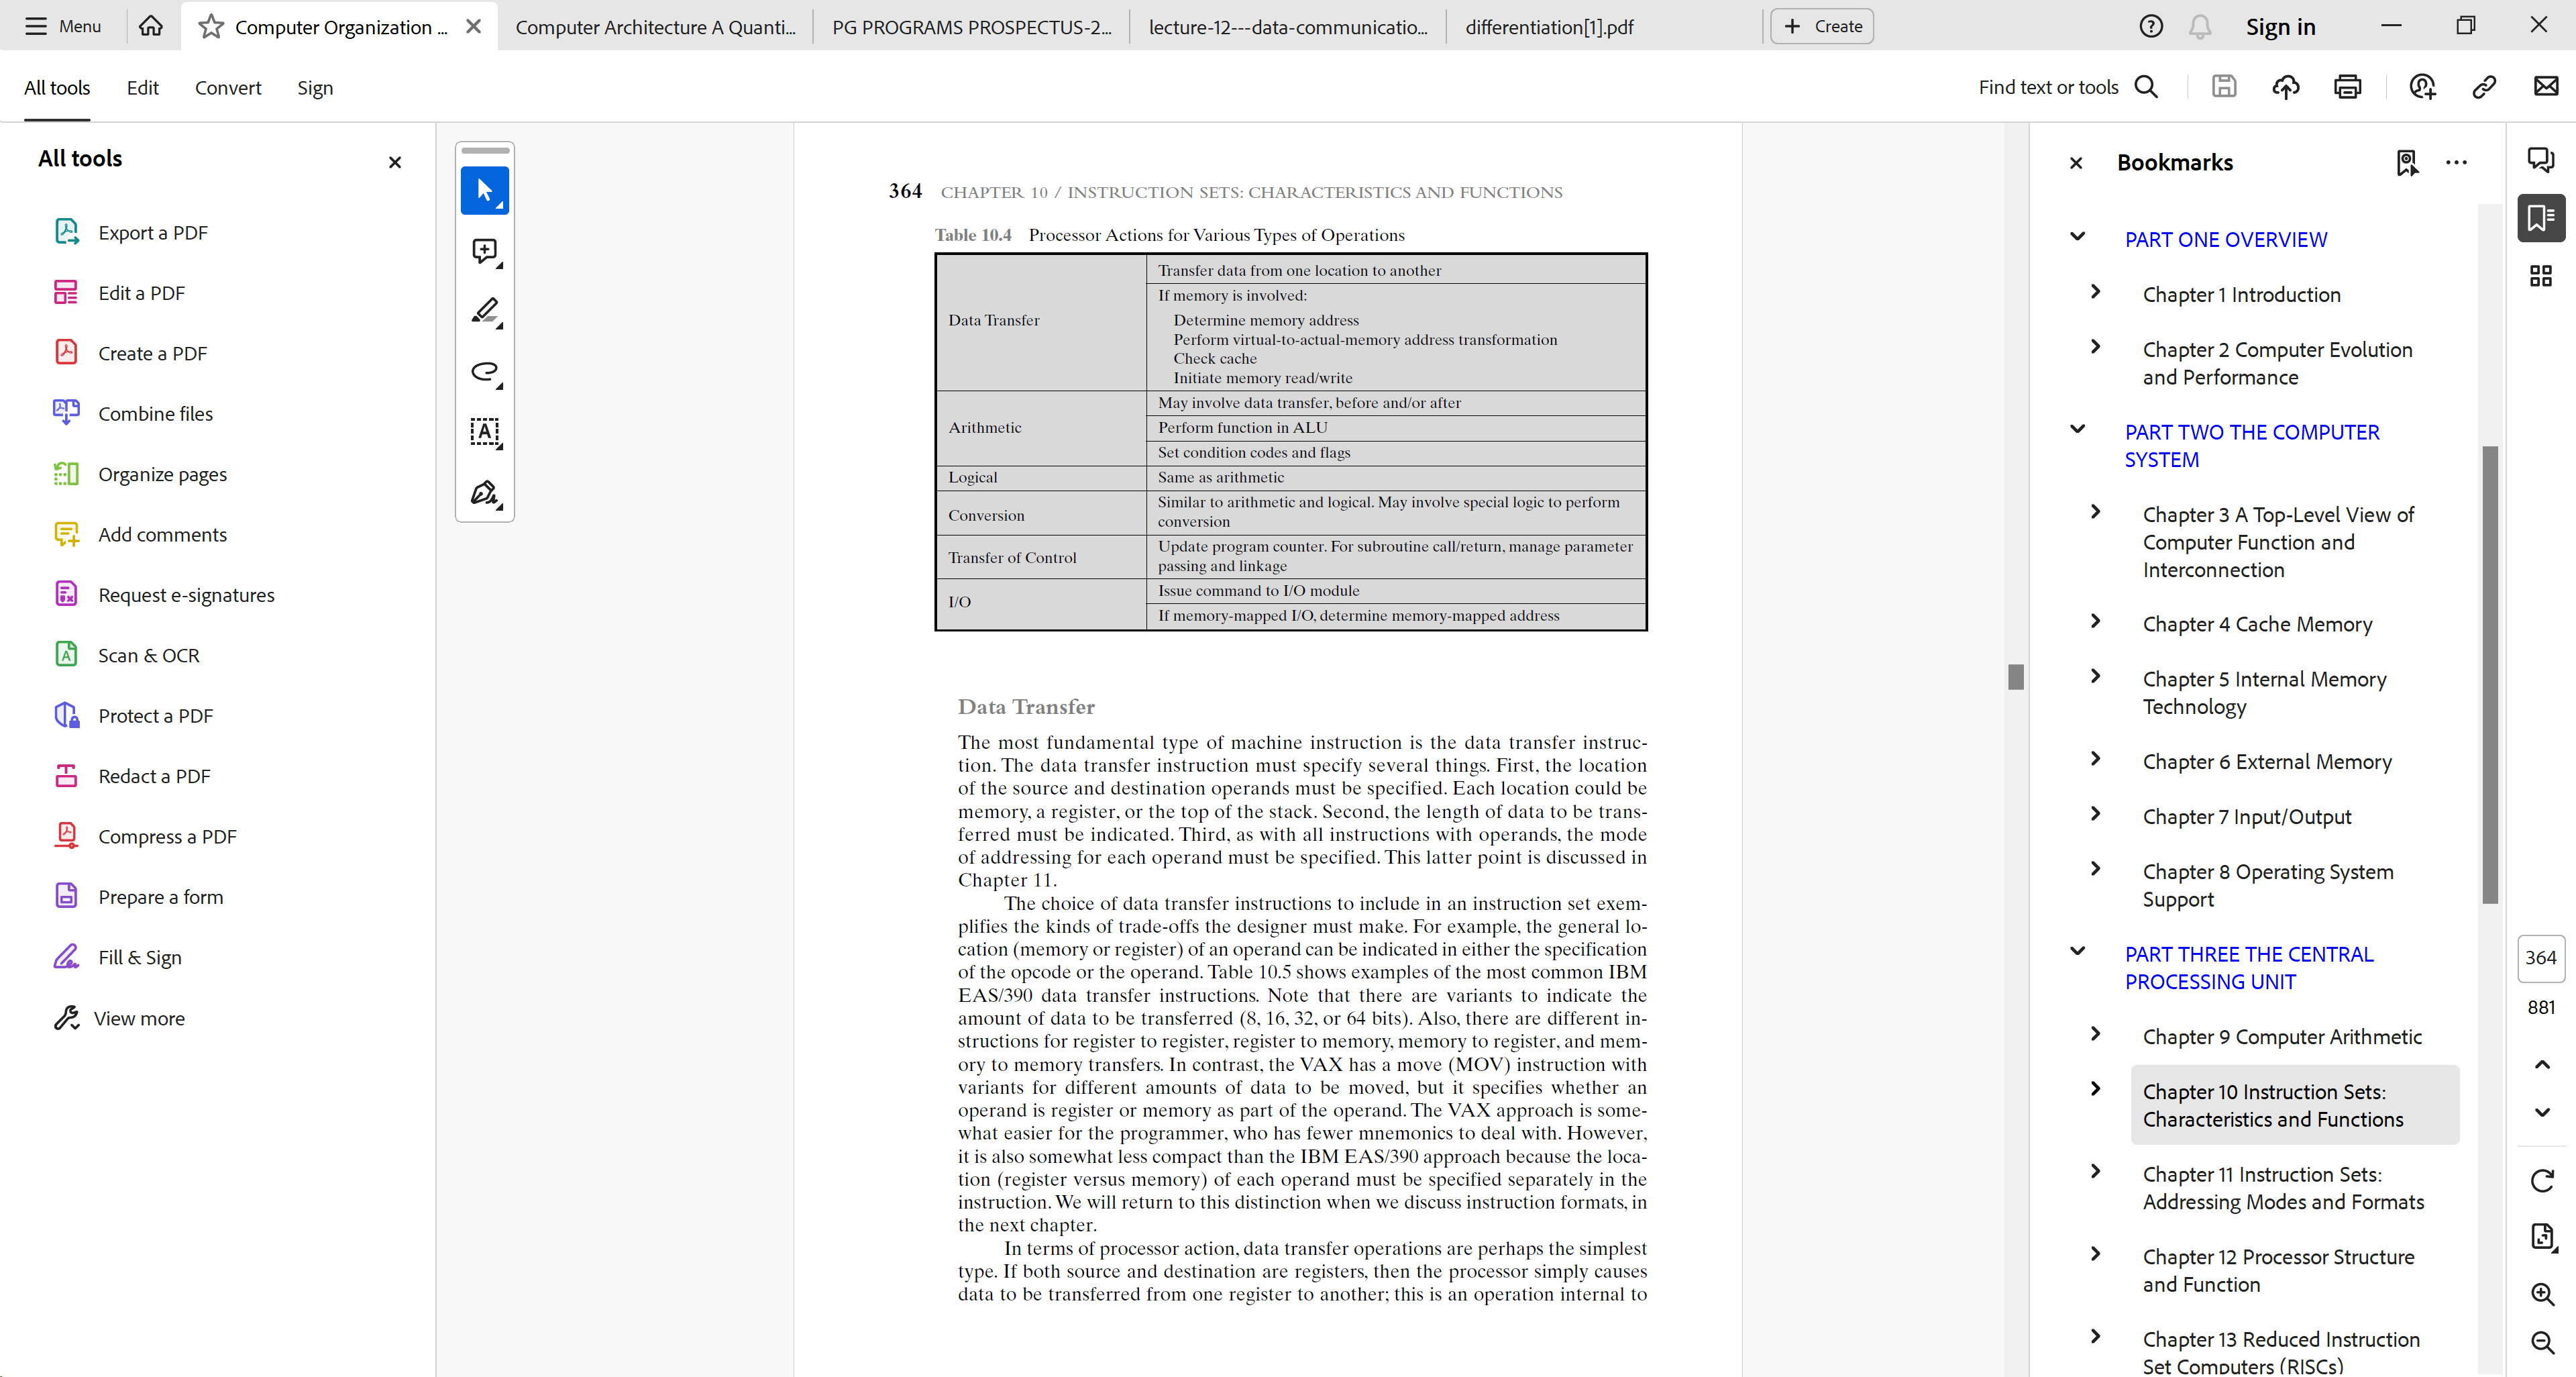 Menu
Computer Organization ...
Computer Architecture A Quanti...
PG PROGRAMS PROSPECTUS-2...
lecture-12---data-communicatio...
differentiation[1].pdf
Create
Sign in
All tools
Edit
Convert
Sign
Find text or tools
All tools
Export a PDF
Edit a PDF
Create a PDF
Combine files
Organize pages
Add comments
Request e-signatures
Scan & OCR
Protect a PDF
Redact a PDF
Compress a PDF
Prepare a form
Fill & Sign
View more
364 CHAPTER 10 / INSTRUCTION SETS: CHARACTERISTICS AND FUNCTIONS
Table 10.4 Processor Actions for Various Types of Operations
Data Transfer
Transfer data from one location to another
If memory is involved:
Determine memory address
Perform virtual-to-actual-memory address transformation
Check cache
Initiate memory read/write
Arithmetic
May involve data transfer, before and/or after
Perform function in ALU
Set condition codes and flags
Logical
Same as arithmetic
Conversion
Similar to arithmetic and logical. May involve special logic to perform
conversion
Transfer of Control
Update program counter. For subroutine call/return, manage parameter
passing and linkage
I/O
Issue command to I/O module
If memory-mapped I/O, determine memory-mapped address
Data Transfer
The most fundamental type of machine instruction is the data transfer instruc-
tion. The data transfer instruction must specify several things. First, the location
of the source and destination operands must be specified. Each location could be
memory, a register, or the top of the stack. Second, the length of data to be trans-
ferred must be indicated. Third, as with all instructions with operands, the mode
of addressing for each operand must be specified. This latter point is discussed in
Chapter 11.
The choice of data transfer instructions to include in an instruction set exem-
plifies the kinds of trade-offs the designer must make. For example, the general lo-
cation (memory or register) of an operand can be indicated in either the specification
of the opcode or the operand. Table 10.5 shows examples of the most common IBM
EAS/390 data transfer instructions. Note that there are variants to indicate the
amount of data to be transferred (8, 16, 32, or 64 bits). Also, there are different in-
structions for register to register, register to memory, memory to register, and mem-
ory to memory transfers. In contrast, the VAX has a move (MOV) instruction with
variants for different amounts of data to be moved, but it specifies whether an
operand is register or memory as part of the operand. The VAX approach is some-
what easier for the programmer, who has fewer mnemonics to deal with. However,
it is also somewhat less compact than the IBM EAS/390 approach because the loca-
tion (register versus memory) of each operand must be specified separately in the
instruction. We will return to this distinction when we discuss instruction formats, in
the next chapter.
In terms of processor action, data transfer operations are perhaps the simplest
type. If both source and destination are registers, then the processor simply causes
data to be transferred from one register to another; this is an operation internal to
Bookmarks
PART ONE OVERVIEW
Chapter 1 Introduction
Chapter 2 Computer Evolution
and Performance
PART TWO THE COMPUTER
SYSTEM
Chapter 3 A Top-Level View of
Computer Function and
Interconnection
Chapter 4 Cache Memory
Chapter 5 Internal Memory
Technology
Chapter 6 External Memory
Chapter 7 Input/Output
Chapter 8 Operating System
Support
PART THREE THE CENTRAL
PROCESSING UNIT
Chapter 9 Computer Arithmetic
Chapter 10 Instruction Sets:
Characteristics and Functions
Chapter 11 Instruction Sets:
Addressing Modes and Formats
Chapter 12 Processor Structure
and Function
Chapter 13 Reduced Instruction
Set Computers (RISCs)
364
881